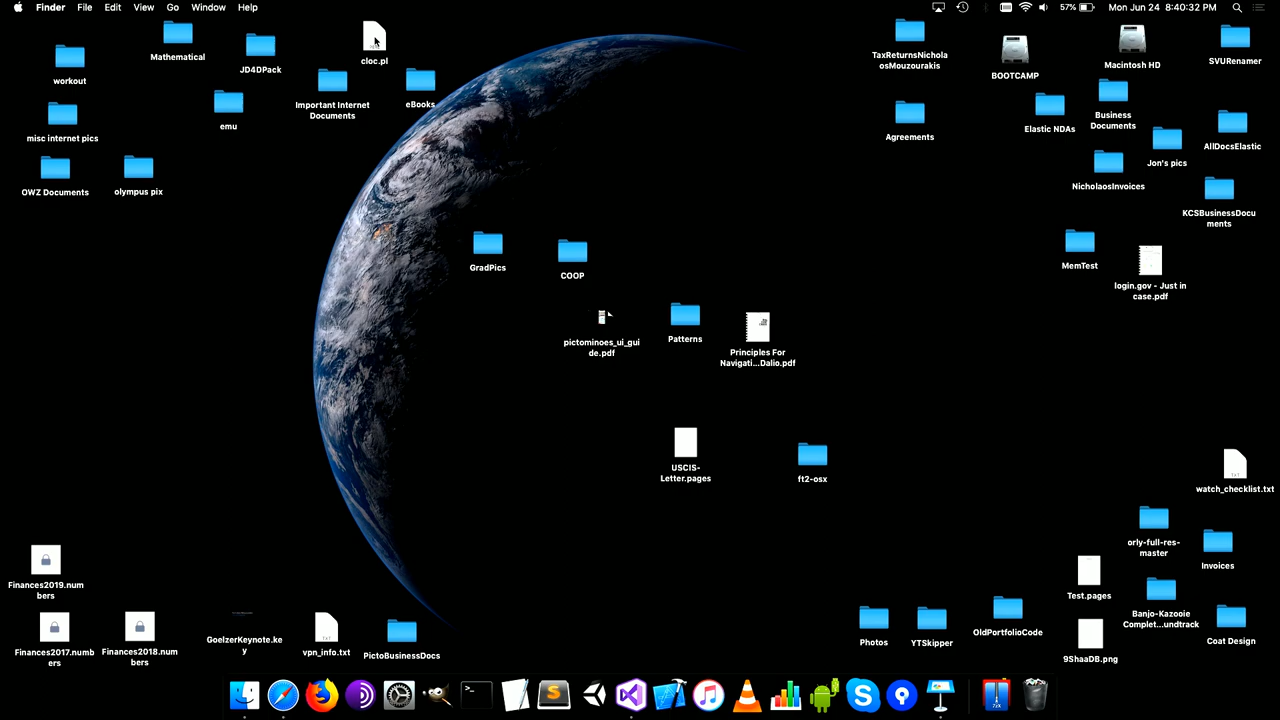 Finder File Edit View Go Window Help
57% Mon Jun 24 8:40:32 PM
workout
Mathematical
JD4DPack
cloc.pl
Important Internet
Documents
eBooks
emu
misc internet pics
OWZ Documents
olympus pix
TaxReturnsNichola
osMouzourakis
BOOTCAMP
Macintosh HD
SVURenamer
Agreements
Elastic NDAs
Business
Documents
Jon's pics
AllDocsElastic
NicholaosInvoices
KCSBusinessDocu
ments
MemTest
login.gov - Just in
case.pdf
GradPics
COOP
pictominoes_ui_gui
de.pdf
Patterns
Principles For
Navigati...Dalio.pdf
USCIS-
Letter.pages
ft2-osx
watch_checklist.txt
orly-full-res-
master
Invoices
Test.pages
Banjo-Kazooie
Complet...undtrack
Coat Design
9ShaaDB.png
Finances2019.num
bers
Finances2017.numb
ers
Finances2018.num
bers
GoelzerKeynote.ke
y
vpn_info.txt
PictoBusinessDocs
Photos
YTSkipper
OldPortfolioCode